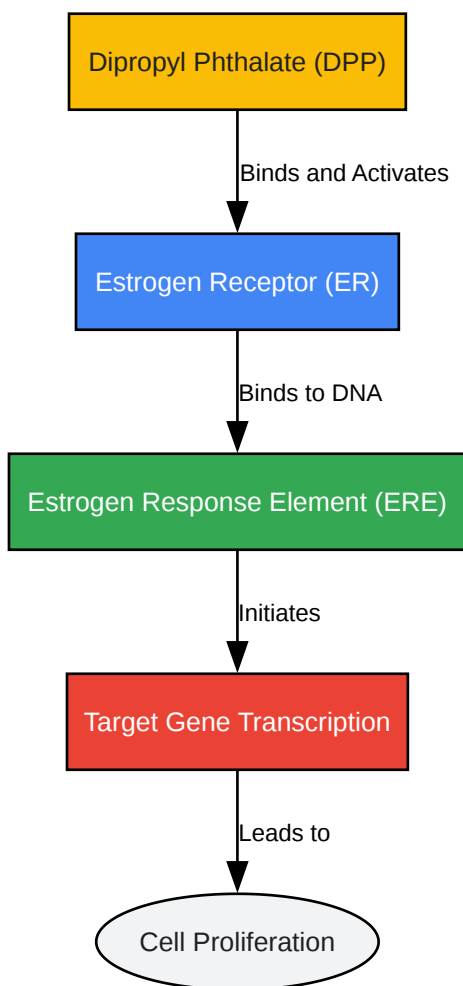 Dipropyl Phthalate (DPP)
Binds and Activates
Estrogen Receptor (ER)
Binds to DNA
Estrogen Response Element (ERE)
Initiates
Target Gene Transcription
Leads to
Cell Proliferation